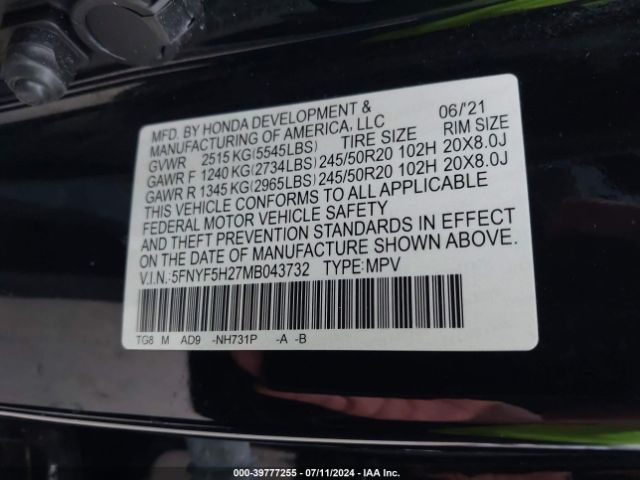 MFD. BY HONDA DEVELOPMENT & 06/'21
MANUFACTURING OF AMERICA, LLC
GVWR 2515 KG(5545LBS) TIRE SIZE RIM SIZE
GAWR F 1240 KG(2734LBS) 245/50R20 102H 20X8.0J
GAWR R 1345 KG(2965LBS) 245/50R20 102H 20X8.0J
THIS VEHICLE CONFORMS TO ALL APPLICABLE
FEDERAL MOTOR VEHICLE SAFETY
AND THEFT PREVENTION STANDARDS IN EFFECT
ON THE DATE OF MANUFACTURE SHOWN ABOVE.
V.I.N.:5FNYF5H27MB043732 TYPE:MPV
TG8 M AD9 -NH731P -A -B
000-39777255 - 07/11/2024 - IAA Inc.